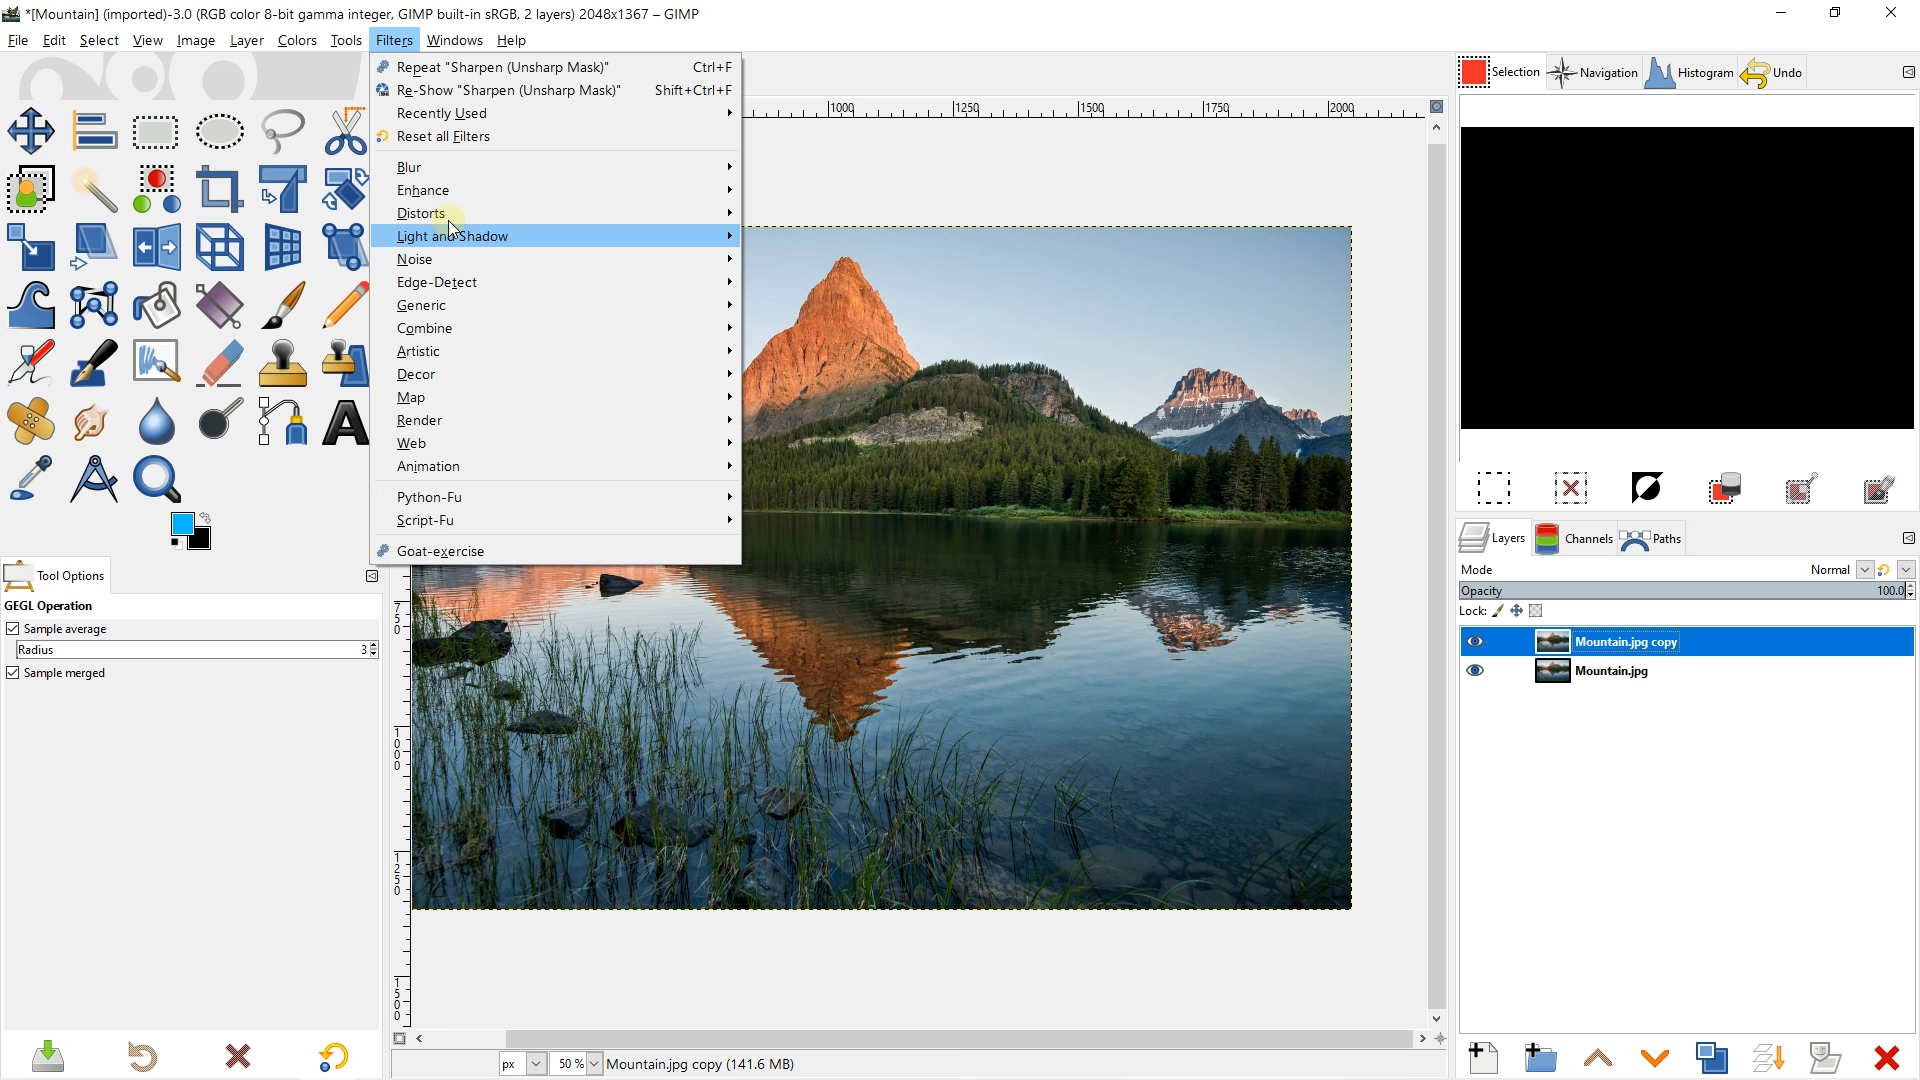 *[Mountain] (imported)-3.0 (RGB color 8-bit gamma integer, GIMP built-in sRGB, 2 layers) 2048x1367 – GIMP
File Edit Select View Image Layer Colors Tools Filters Windows Help
Repeat "Sharpen (Unsharp Mask)" Ctrl+F
Re-Show "Sharpen (Unsharp Mask)" Shift+Ctrl+F
Recently Used
Reset all Filters
Blur
Enhance
Distorts
Light and Shadow
Noise
Edge-Detect
Generic
Combine
Artistic
Decor
Map
Render
Web
Animation
Python-Fu
Script-Fu
Goat-exercise
1000 1250 1500 1750 2000
750
1000
1250
1500
Tool Options
GEGL Operation
Sample average
Radius 3
Sample merged
px 50 % Mountain.jpg copy (141.6 MB)
Selection Navigation Histogram Undo
Layers Channels Paths
Mode Normal
Opacity 100.0
Lock:
Mountain.jpg copy
Mountain.jpg